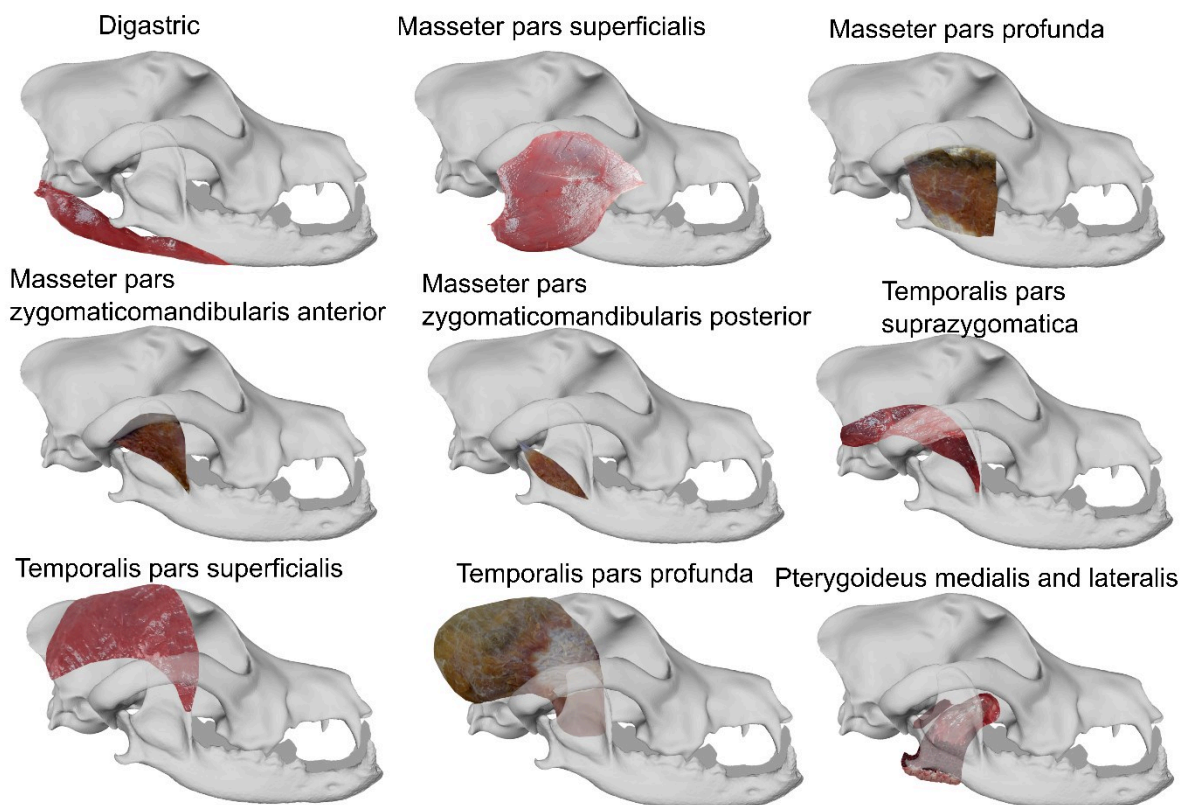 Digastric
Masseter pars superficialis
Masseter pars profunda
Masseter pars
zygomaticomandibularis anterior
Masseter pars
zygomaticomandibularis posterior
Temporalis pars
suprazygomatica
Temporalis pars superficialis
Temporalis pars profunda
Pterygoideus medialis and lateralis